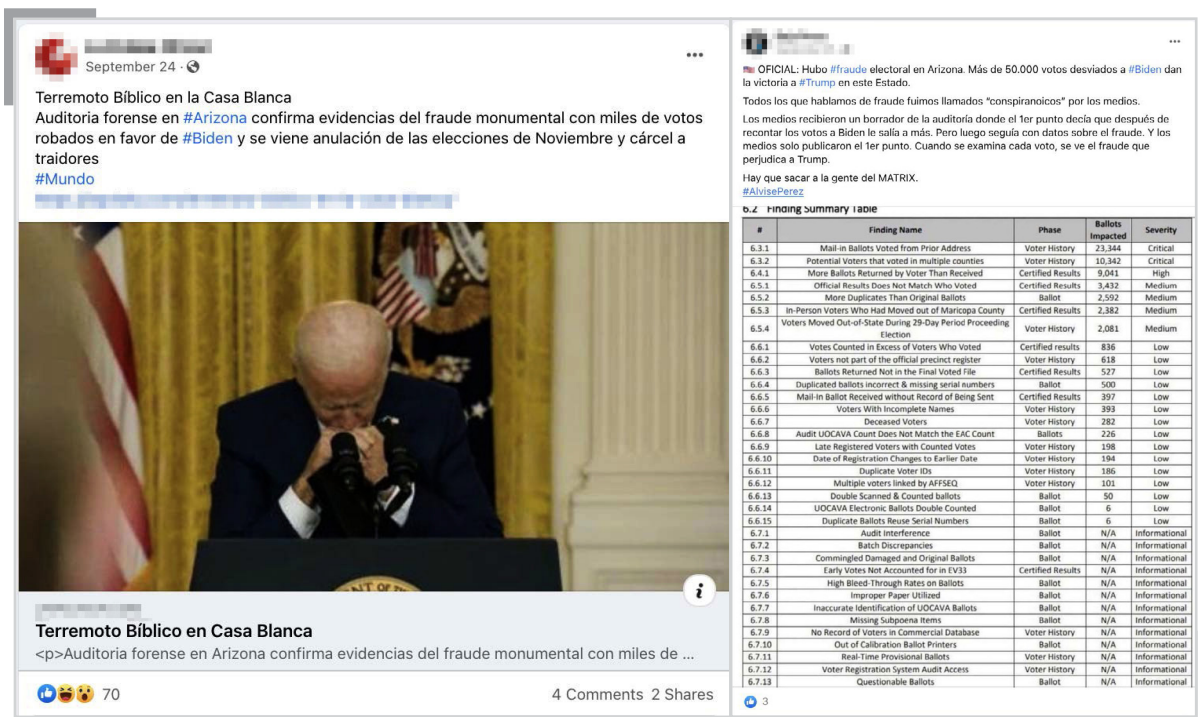 September 24 ·
Terremoto Bíblico en la Casa Blanca
Auditoria forense en #Arizona confirma evidencias del fraude monumental con miles de votos
robados en favor de #Biden y se viene anulación de las elecciones de Noviembre y cárcel a
traidores
#Mundo
ENT OF
i
Terremoto Bíblico en Casa Blanca
<p>Auditoria forense en Arizona confirma evidencias del fraude monumental con miles de ...
70
4 Comments 2 Shares
OFICIAL: Hubo #fraude electoral en Arizona. Más de 50.000 votos desviados a #Biden dan
la victoria a #Trump en este Estado.
Todos los que hablamos de fraude fuimos llamados "conspiranoicos" por los medios.
Los medios recibieron un borrador de la auditoría donde el 1er punto decía que después de
recontar los votos a Biden le salía a más. Pero luego seguía con datos sobre el fraude. Y los
medios solo publicaron el 1er punto. Cuando se examina cada voto, se ve el fraude que
perjudica a Trump.
Hay que sacar a la gente del MATRIX.
#AlvisePerez
6.2 Finding Summary Table
# Finding Name Phase Ballots Impacted Severity
6.3.1 Mail-in Ballots Voted from Prior Address Voter History 23,344 Critical
6.3.2 Potential Voters that voted in multiple counties Voter History 10,342 Critical
6.4.1 More Ballots Returned by Voter Than Received Certified Results 9,041 High
6.5.1 Official Results Does Not Match Who Voted Certified Results 3,432 Medium
6.5.2 More Duplicates Than Original Ballots Ballot 2,592 Medium
6.5.3 In-Person Voters Who Had Moved out of Maricopa County Certified Results 2,382 Medium
6.5.4 Voters Moved Out-of-State During 29-Day Period Proceeding Election Voter History 2,081 Medium
6.6.1 Votes Counted in Excess of Voters Who Voted Certified results 836 Low
6.6.2 Voters not part of the official precinct register Voter History 618 Low
6.6.3 Ballots Returned Not in the Final Voted File Certified Results 527 Low
6.6.4 Duplicated ballots incorrect & missing serial numbers Ballot 500 Low
6.6.5 Mail-In Ballot Received without Record of Being Sent Certified Results 397 Low
6.6.6 Voters With Incomplete Names Voter History 393 Low
6.6.7 Deceased Voters Voter History 282 Low
6.6.8 Audit UOCAVA Count Does Not Match the EAC Count Ballots 226 Low
6.6.9 Late Registered Voters with Counted Votes Voter History 198 Low
6.6.10 Date of Registration Changes to Earlier Date Voter History 194 Low
6.6.11 Duplicate Voter IDs Voter History 186 Low
6.6.12 Multiple voters linked by AFFSEQ Voter History 101 Low
6.6.13 Double Scanned & Counted ballots Ballot 50 Low
6.6.14 UOCAVA Electronic Ballots Double Counted Ballot 6 Low
6.6.15 Duplicate Ballots Reuse Serial Numbers Ballot 6 Low
6.7.1 Audit Interference Ballot N/A Informational
6.7.2 Batch Discrepancies Ballot N/A Informational
6.7.3 Commingled Damaged and Original Ballots Ballot N/A Informational
6.7.4 Early Votes Not Accounted for in EV33 Certified Results N/A Informational
6.7.5 High Bleed-Through Rates on Ballots Ballot N/A Informational
6.7.6 Improper Paper Utilized Ballot N/A Informational
6.7.7 Inaccurate Identification of UOCAVA Ballots Ballot N/A Informational
6.7.8 Missing Subpoena Items Ballot N/A Informational
6.7.9 No Record of Voters in Commercial Database Voter History N/A Informational
6.7.10 Out of Calibration Ballot Printers Ballot N/A Informational
6.7.11 Real-Time Provisional Ballots Voter History N/A Informational
6.7.12 Voter Registration System Audit Access Voter History N/A Informational
6.7.13 Questionable Ballots Ballot N/A Informational
3